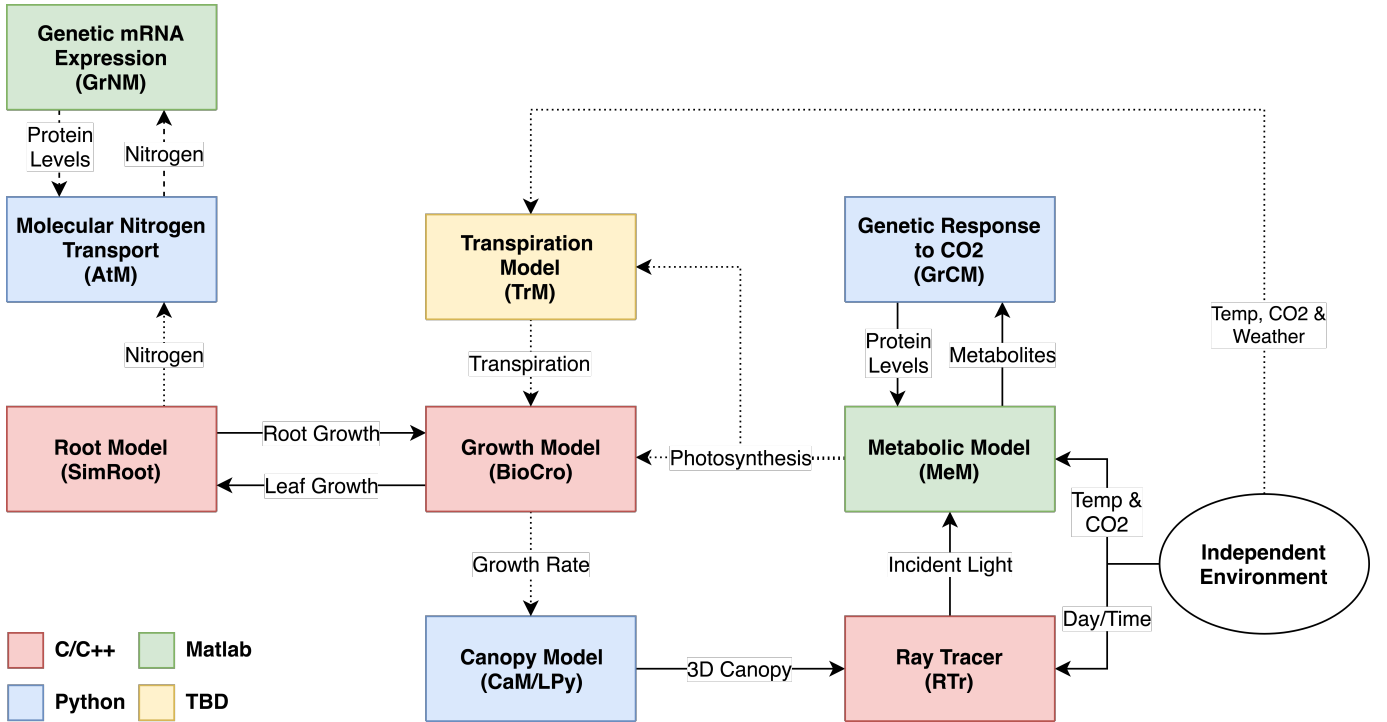 Genetic mRNA
Expression
(GrNM)
Protein
Levels
Nitrogen
Molecular Nitrogen
Transport
(AtM)
Transpiration
Model
(TrM)
Genetic Response
to CO2
(GrCM)
Temp, CO2 &
Weather
Nitrogen
Transpiration
Protein
Levels
Metabolites
Root Model
(SimRoot)
Root Growth
Leaf Growth
Growth Model
(BioCro)
Photosynthesis
Metabolic Model
(MeM)
Temp &
CO2
Growth Rate
Incident Light
Independent
Environment
Day/Time
C/C++
Matlab
Python
TBD
Canopy Model
(CaM/LPy)
3D Canopy
Ray Tracer
(RTr)